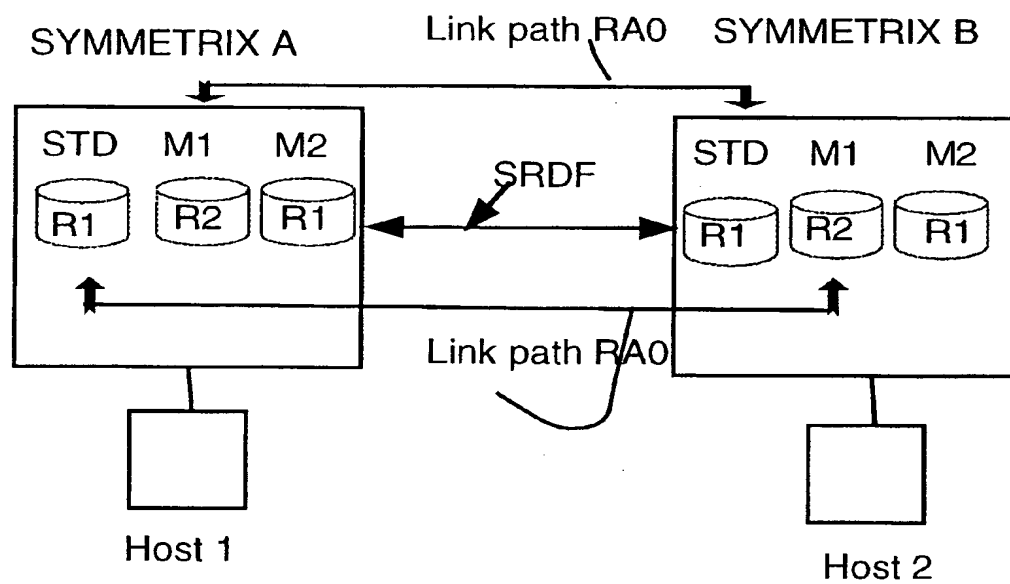 Link path RA0
SYMMETRIX A
SYMMETRIX B
STD M1 M2
STD M1 M2
SRDF
R1 R2 R1
R1 R2 R1
Link path RA0
Host 1
Host 2